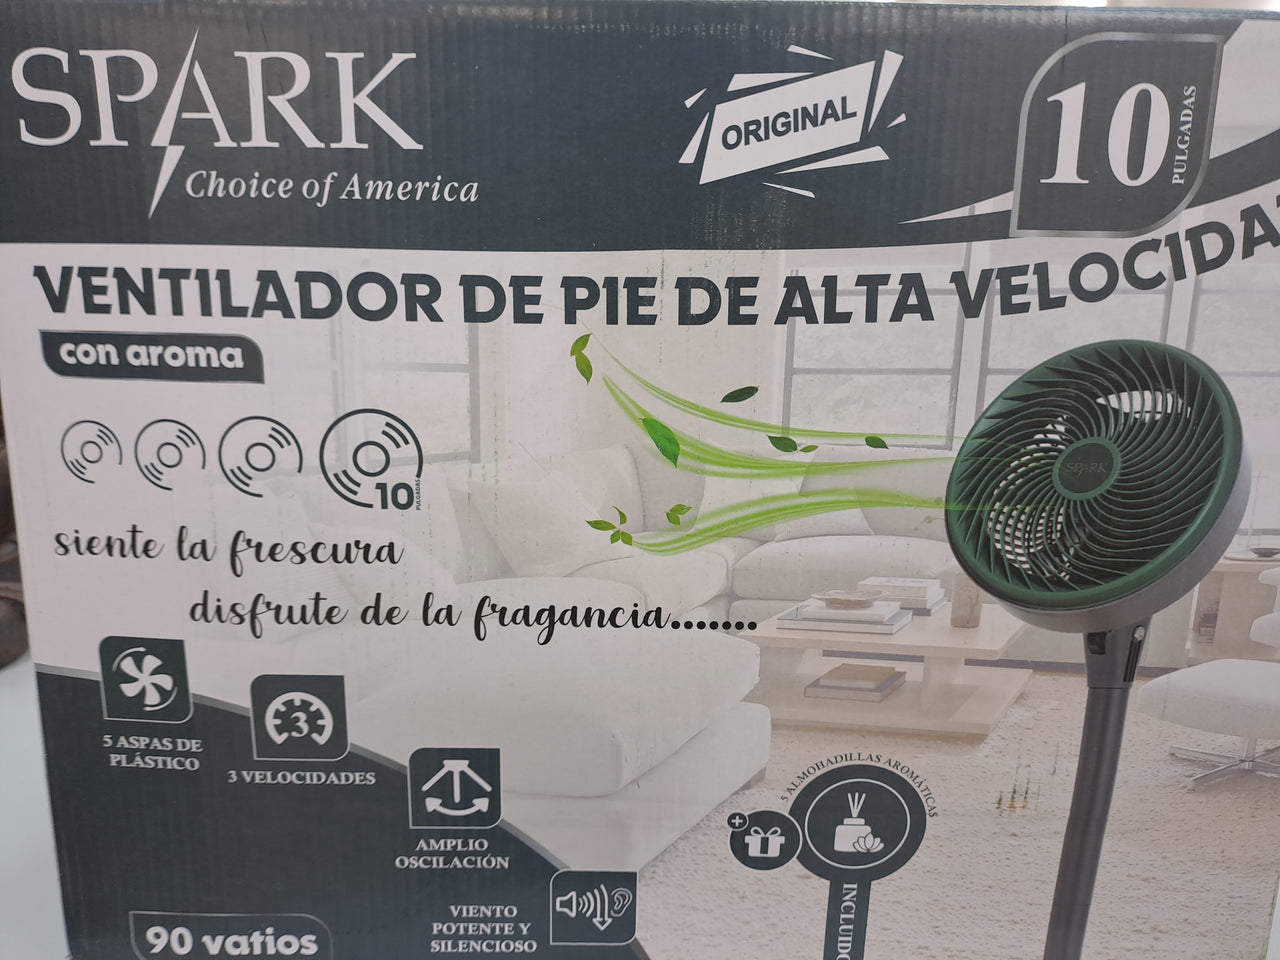 SPARK
Choice of America
ORIGINAL
10
PULGADAS
VENTILADOR DE PIE DE ALTA VELOCIDA
con aroma
10
PULGADAS
siente la frescura
disfrute de la fragancia.......
SPARK
5 ASPAS DE
PLÁSTICO
3
3 VELOCIDADES
AMPLIO
OSCILACIÓN
VIENTO
POTENTE Y
SILENCIOSO
90 vatios
5 ALMOHADILLAS AROMÁTICAS
INCLUIDO